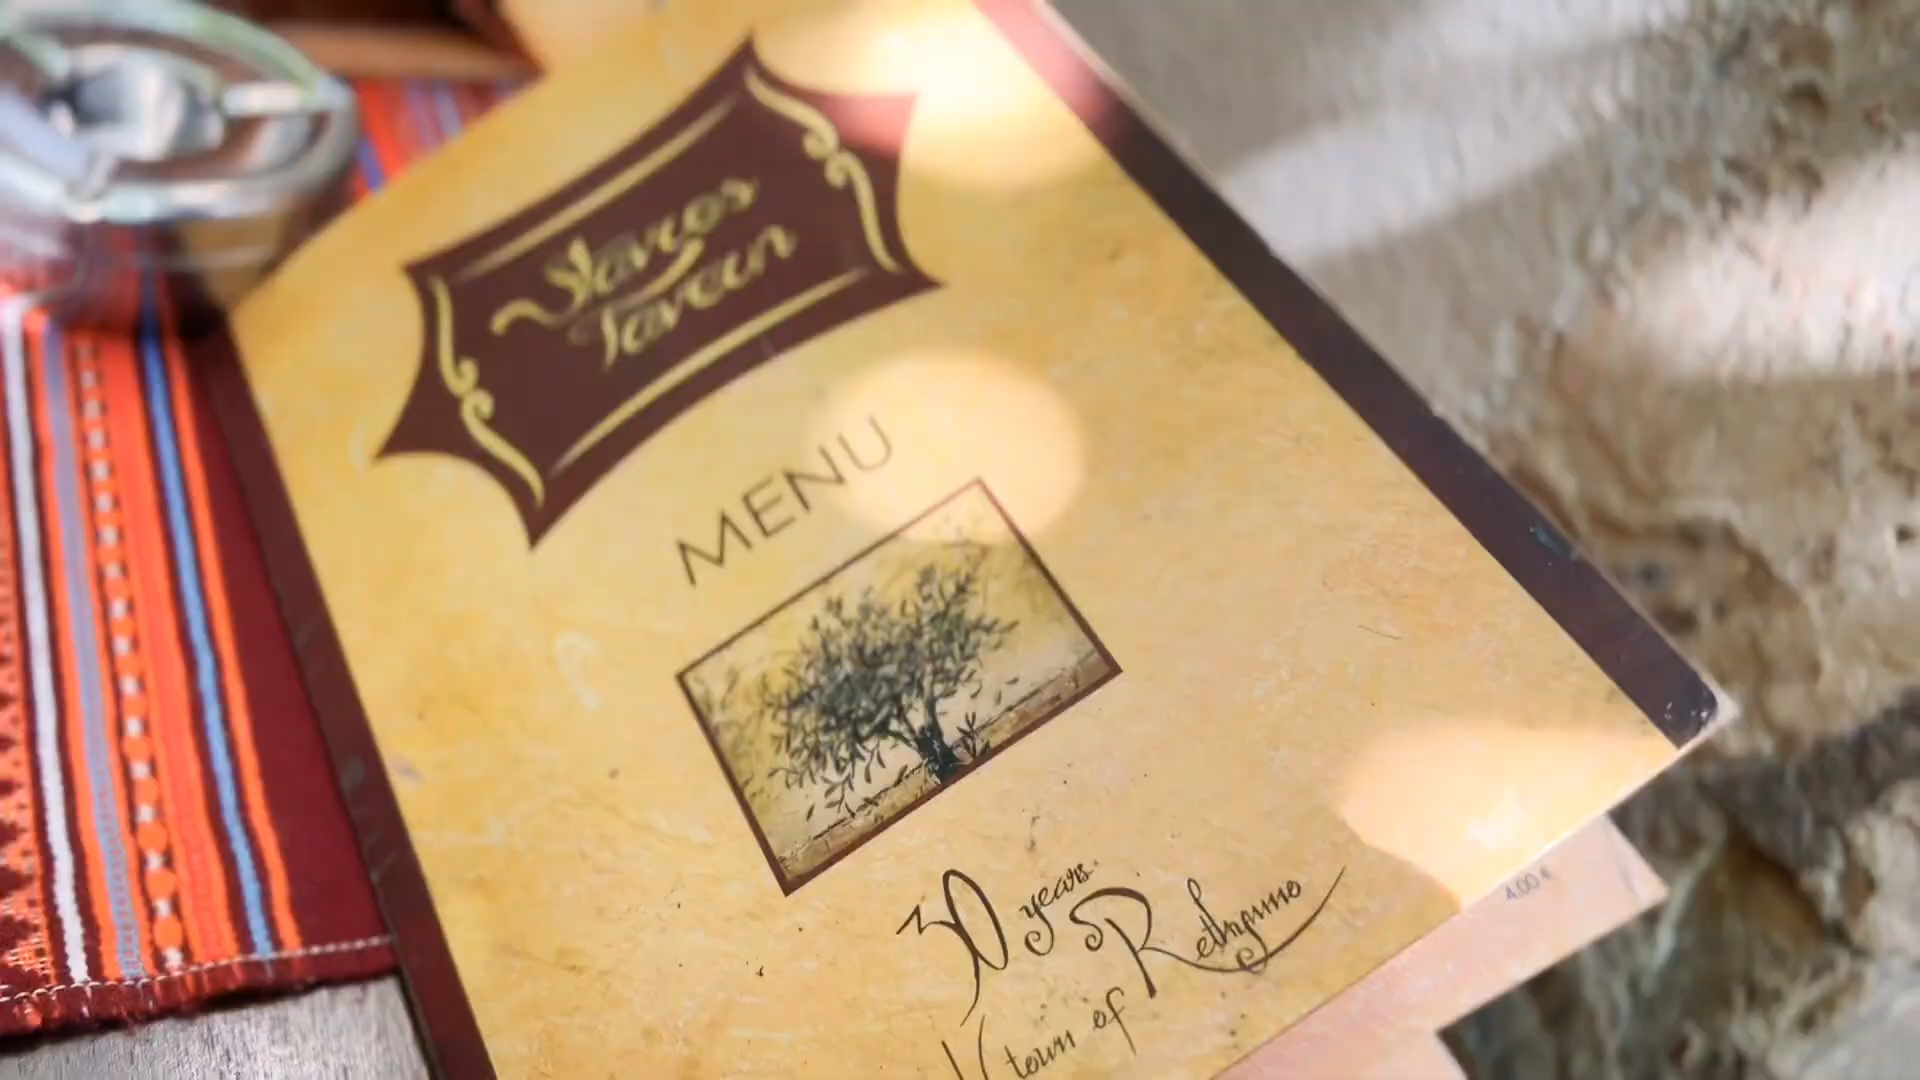 Stavros
Tavern
MENU
30 years
Rethymno
town of
4.00 €